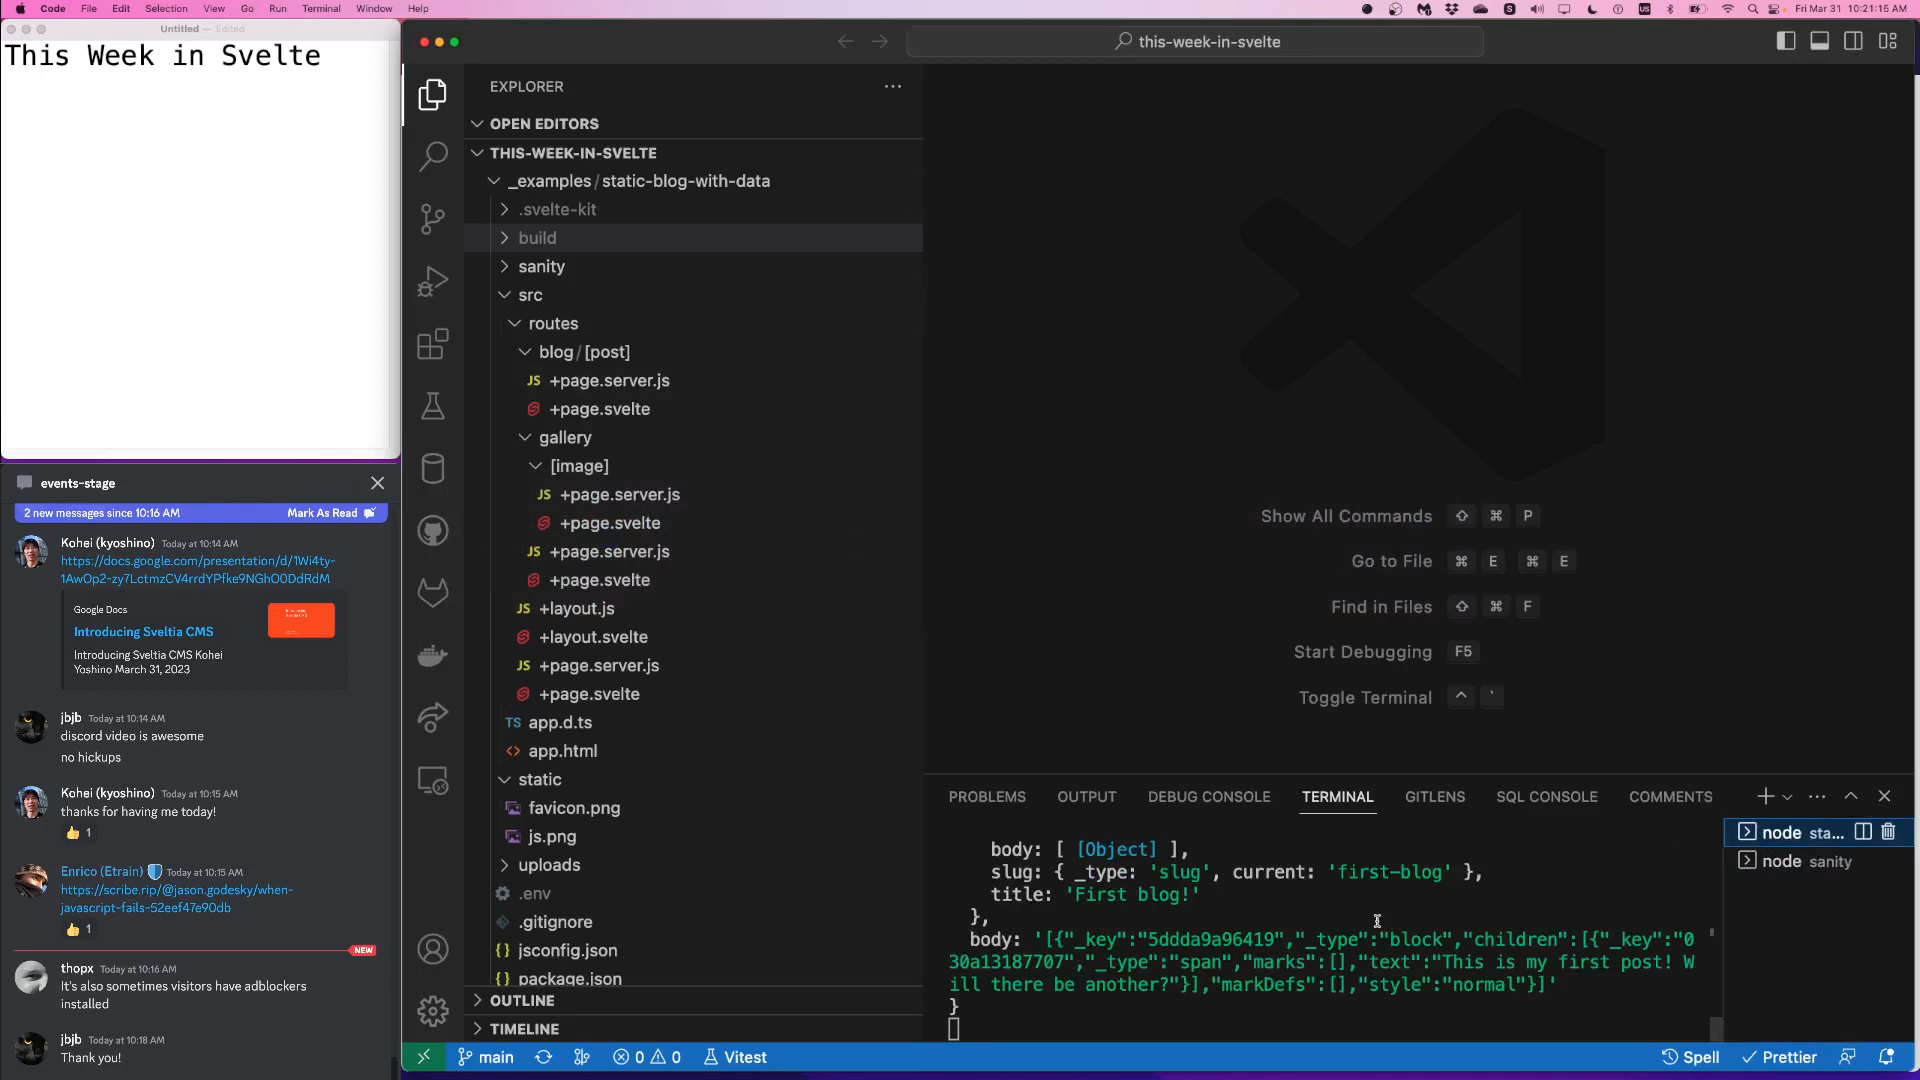 Code File Edit Selection View Go Run Terminal Window Help
US Fri Mar 31 10:21:15 AM
Untitled — Edited
This Week in Svelte
this-week-in-svelte
EXPLORER
OPEN EDITORS
THIS-WEEK-IN-SVELTE
_examples / static-blog-with-data
.svelte-kit
build
sanity
src
routes
blog / [post]
JS +page.server.js
+page.svelte
gallery
[image]
JS +page.server.js
+page.svelte
JS +page.server.js
+page.svelte
JS +layout.js
+layout.svelte
JS +page.server.js
+page.svelte
TS app.d.ts
<> app.html
static
favicon.png
js.png
uploads
.env
.gitignore
{} jsconfig.json
{} package.json
OUTLINE
TIMELINE
Show All Commands ⇧ ⌘ P
Go to File ⌘ E ⌘ E
Find in Files ⇧ ⌘ F
Start Debugging F5
Toggle Terminal ^ `
PROBLEMS OUTPUT DEBUG CONSOLE TERMINAL GITLENS SQL CONSOLE COMMENTS
body: [ [Object] ],
slug: { _type: 'slug', current: 'first-blog' },
title: 'First blog!'
},
body: '[{"_key":"5ddda9a96419","_type":"block","children":[{"_key":"0
30a13187707","_type":"span","marks":[],"text":"This is my first post! W
ill there be another?"}],"markDefs":[],"style":"normal"}]'
}
node sta...
node sanity
events-stage
2 new messages since 10:16 AM Mark As Read
Kohei (kyoshino) Today at 10:14 AM
https://docs.google.com/presentation/d/1Wi4ty-
1AwOp2-zy7LctmzCV4rrdYPfke9NGhO0DdRdM
Google Docs
Introducing Sveltia CMS
Introducing Sveltia CMS Kohei
Yoshino March 31, 2023
jbjb Today at 10:14 AM
discord video is awesome
no hickups
Kohei (kyoshino) Today at 10:15 AM
thanks for having me today!
👍 1
Enrico (Etrain) Today at 10:15 AM
https://scribe.rip/@jason.godesky/when-
javascript-fails-52eef47e90db
👍 1
NEW
thopx Today at 10:16 AM
It's also sometimes visitors have adblockers
installed
jbjb Today at 10:18 AM
Thank you!
main 0 0 Vitest Spell Prettier